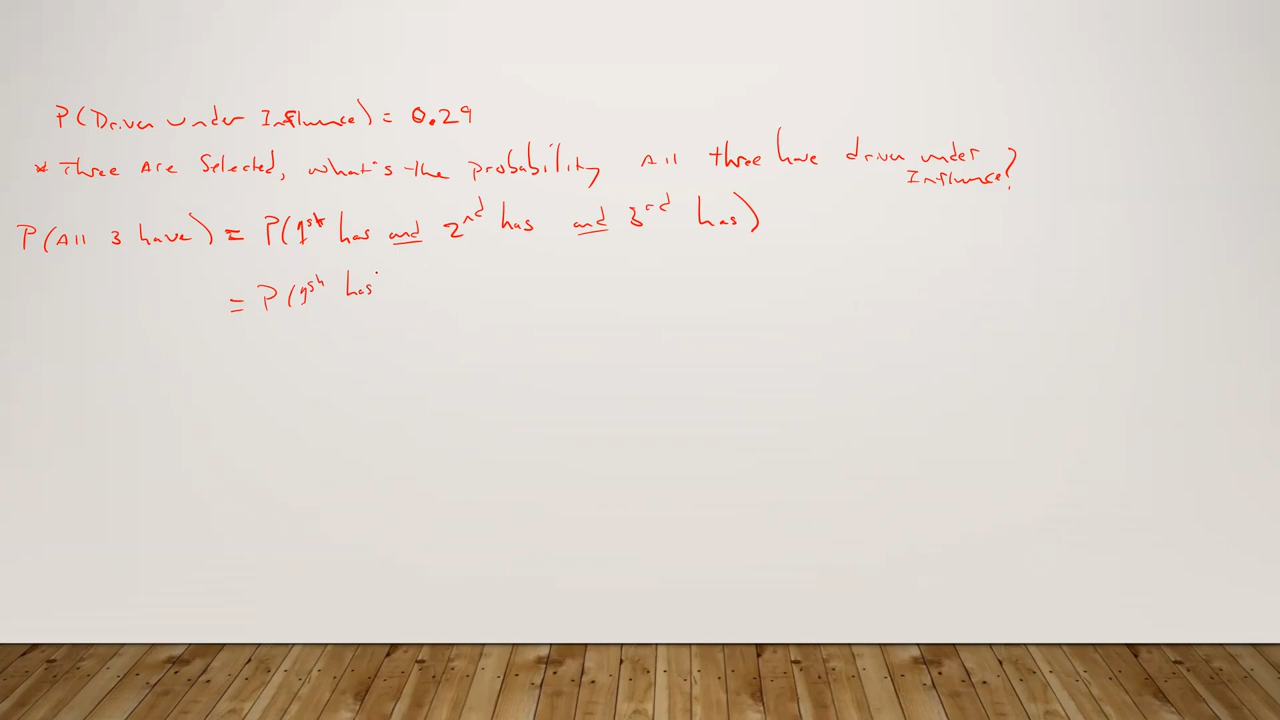 P(Driven under Influence) = 0.29
* Three Are Selected, what's the probability All three have driven under Influence?
P(All 3 have) = P(1st has and 2nd has and 3rd has)
= P(1st has